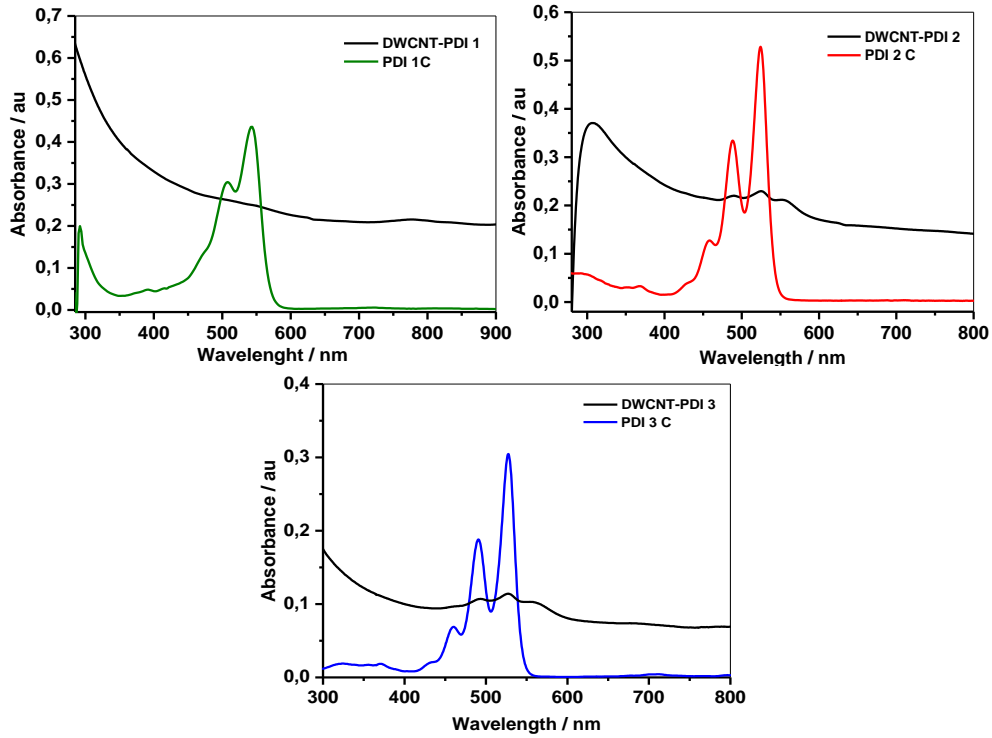 0,7
0,6
0,5
0,4
0,3
0,2
0,1
0,0
Absorbance / au
DWCNT-PDI 1
PDI 1C
300 400 500 600 700 800 900
Wavelenght / nm
0,6
0,5
0,4
0,3
0,2
0,1
0,0
Absorbance / au
DWCNT-PDI 2
PDI 2 C
300 400 500 600 700 800
Wavelength / nm
0,4
0,3
0,2
0,1
0,0
Absorbance / au
DWCNT-PDI 3
PDI 3 C
300 400 500 600 700 800
Wavelength / nm